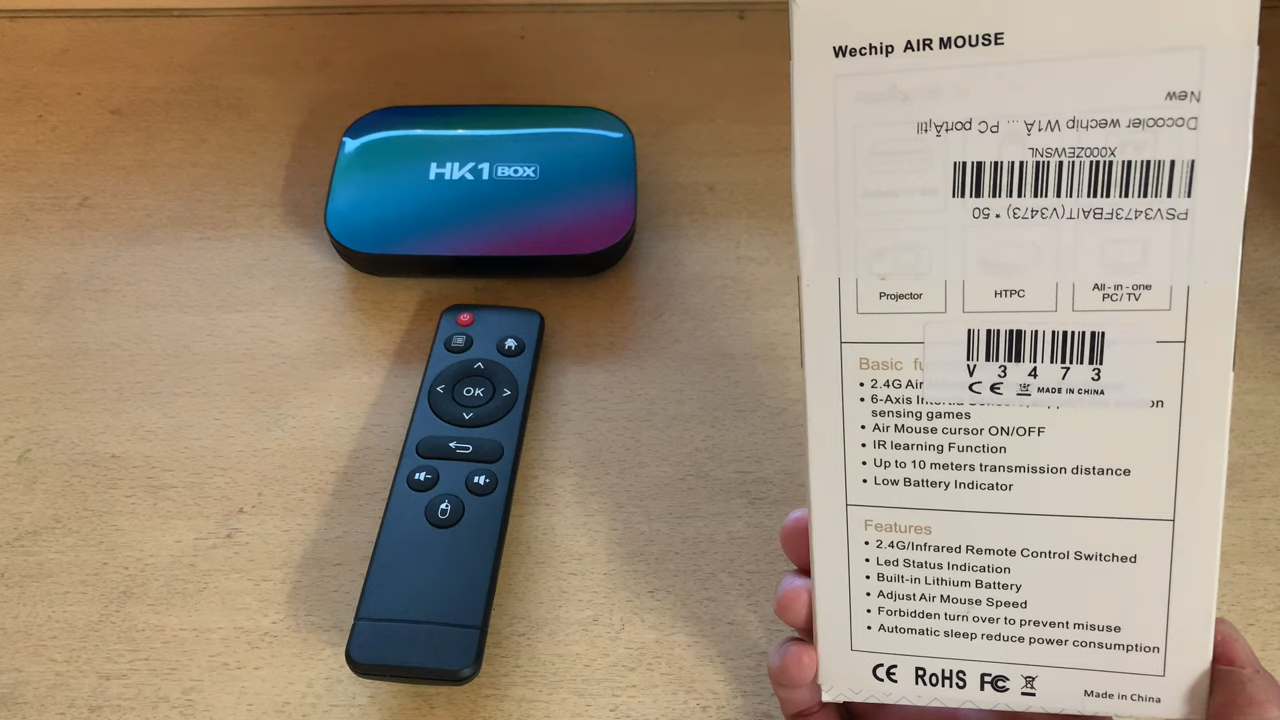 HK1 BOX
OK
Wechip AIR MOUSE
New
Docooler wechip W1Â ... PC portÃ¡til
X000ZEWSNL
PSV3473FBAIT(V3473) * 50
Projector
HTPC
All-in-one
PC/TV
V 3 4 7 3
CE MADE IN CHINA
Basic
• 2.4G Air
• 6-Axis
sensing games
• Air Mouse cursor ON/OFF
• IR learning Function
• Up to 10 meters transmission distance
• Low Battery Indicator
Features
• 2.4G/Infrared Remote Control Switched
• Led Status Indication
• Built-in Lithium Battery
• Adjust Air Mouse Speed
• Forbidden turn over to prevent misuse
• Automatic sleep reduce power consumption
CE RoHS FC
Made in China